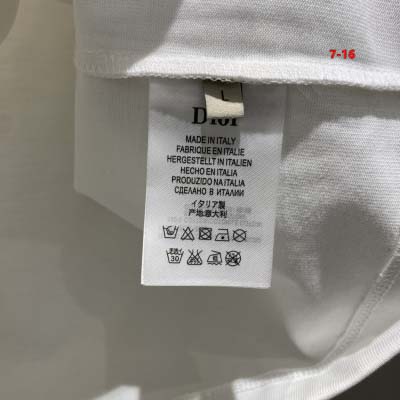 7-16
L
Dior
MADE IN ITALY
FABRIQUE EN ITALIE
HERGESTELLT IN ITALIEN
HECHO EN ITALIA
PRODUZIDO NA ITALIA
СДЕЛАНО В ИТАЛИИ
イタリア製
产地:意大利
30